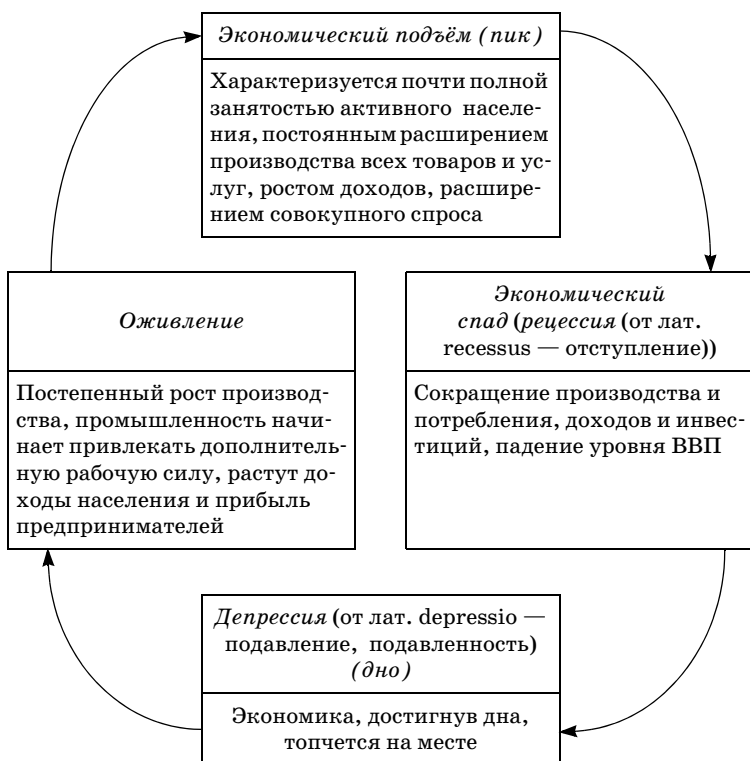 Экономический подъём (пик)
Характеризуется почти полной
занятостью активного населе-
ния, постоянным расширением
производства всех товаров и ус-
луг, ростом доходов, расшире-
нием совокупного спроса
Оживление
Постепенный рост производ-
ства, промышленность начи-
нает привлекать дополнитель-
ную рабочую силу, растут до-
ходы населения и прибыль
предпринимателей
Экономический
спад (рецессия (от лат.
recessus — отступление))
Сокращение производства и
потребления, доходов и инвес-
тиций, падение уровня ВВП
Депрессия (от лат. depressio —
подавление, подавленность)
(дно)
Экономика, достигнув дна,
топчется на месте